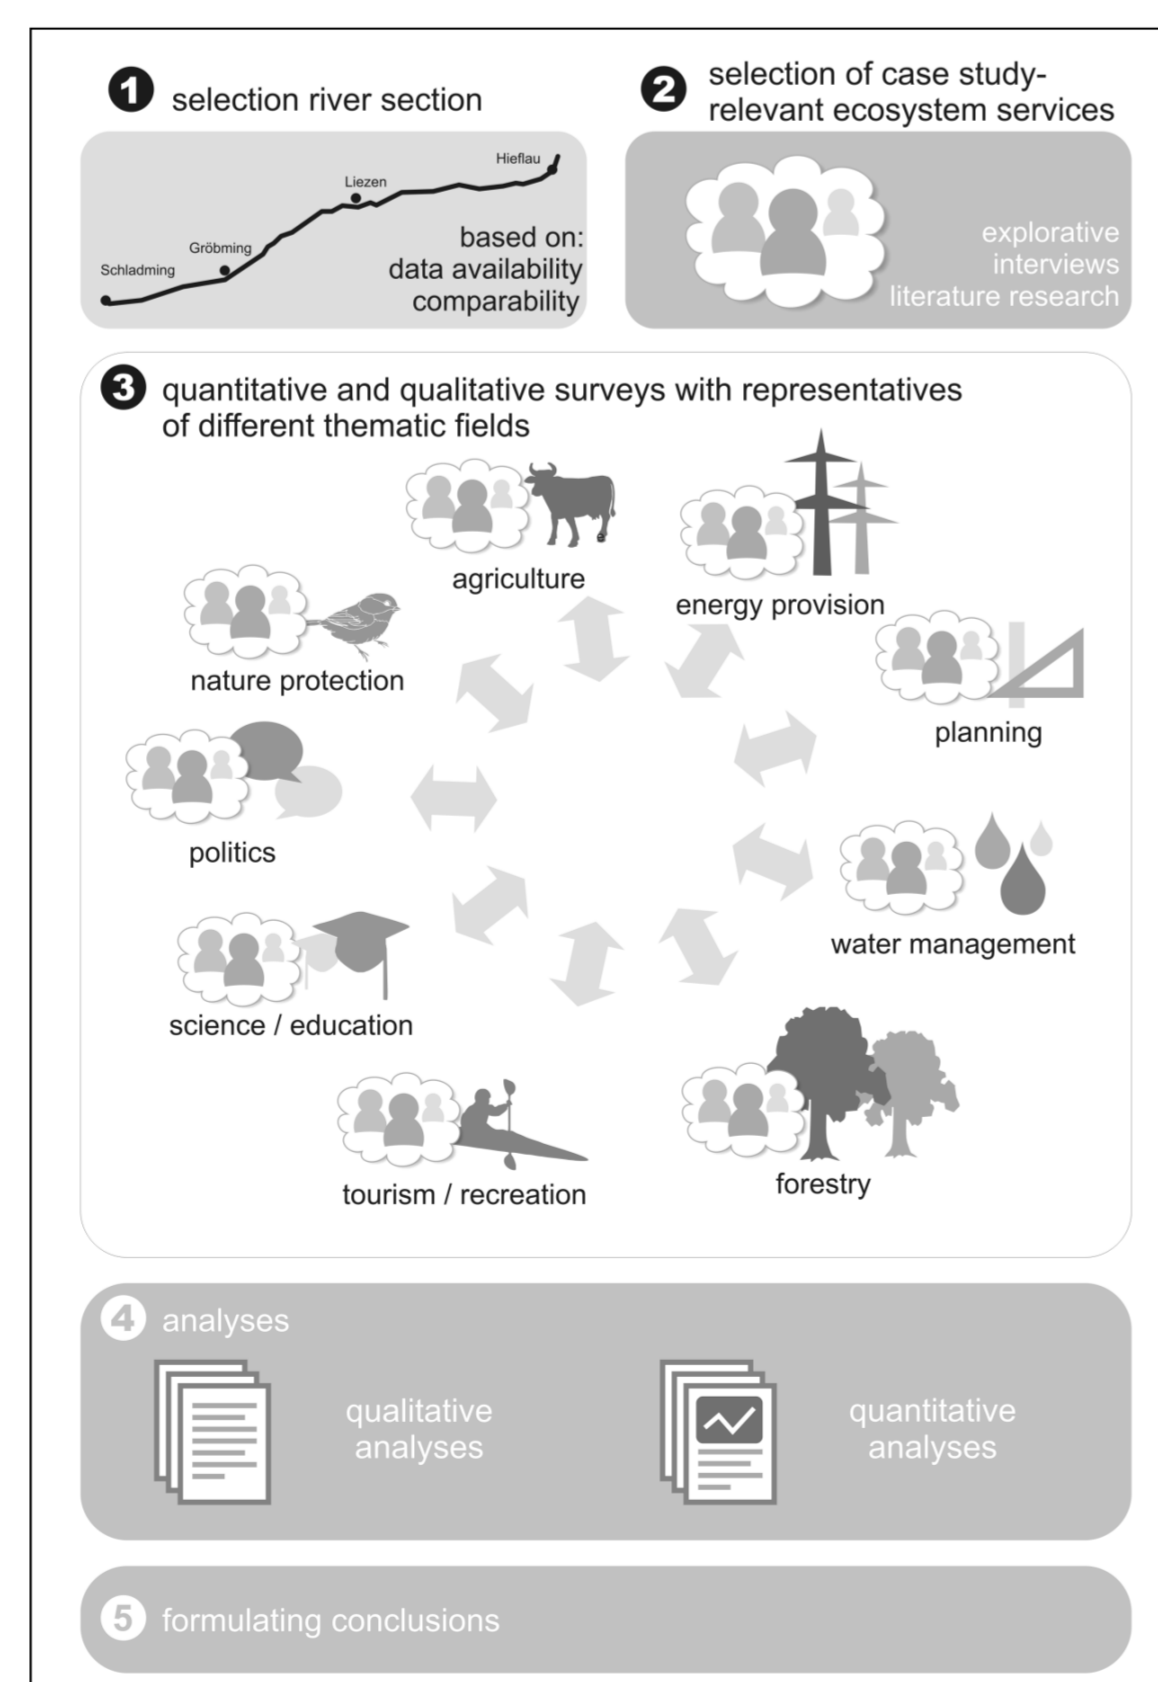 1 selection river section
2 selection of case study-
relevant ecosystem services
Hieflau
Liezen
Gröbming
Schladming
based on:
data availability
comparability
explorative
interviews
literature research
3 quantitative and qualitative surveys with representatives
of different thematic fields
agriculture
energy provision
nature protection
planning
politics
water management
science / education
tourism / recreation
forestry
4 analyses
qualitative
analyses
quantitative
analyses
5 formulating conclusions